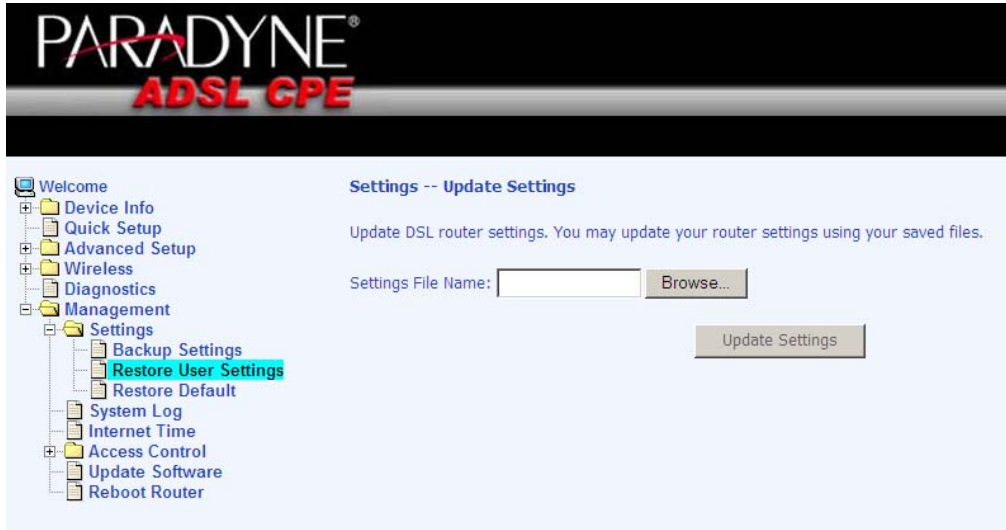 PARADYNE®
ADSL CPE
Welcome
Device Info
Quick Setup
Advanced Setup
Wireless
Diagnostics
Management
Settings
Backup Settings
Restore User Settings
Restore Default
System Log
Internet Time
Access Control
Update Software
Reboot Router
Settings -- Update Settings
Update DSL router settings. You may update your router settings using your saved files.
Settings File Name:
Browse...
Update Settings